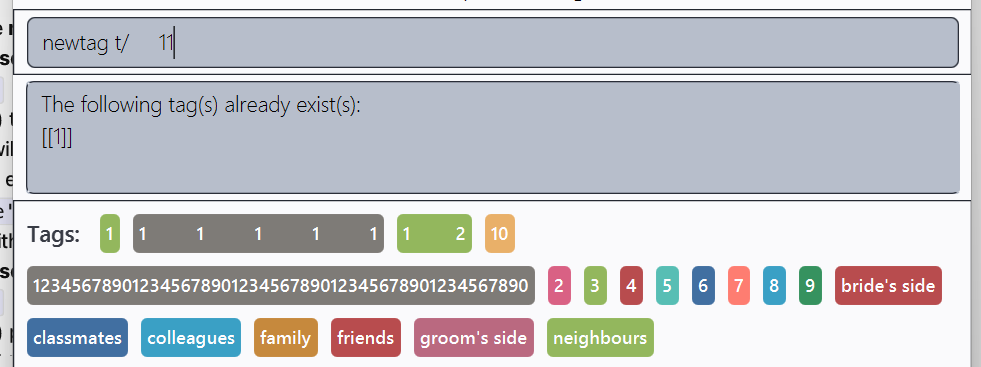 newtag t/     11
The following tag(s) already exist(s):
[[1]]
Tags: 1 1 1 1 1 1 1 2 10
12345678901234567890123456789012345678901234567890 2 3 4 5 6 7 8 9 bride's side
classmates colleagues family friends groom's side neighbours